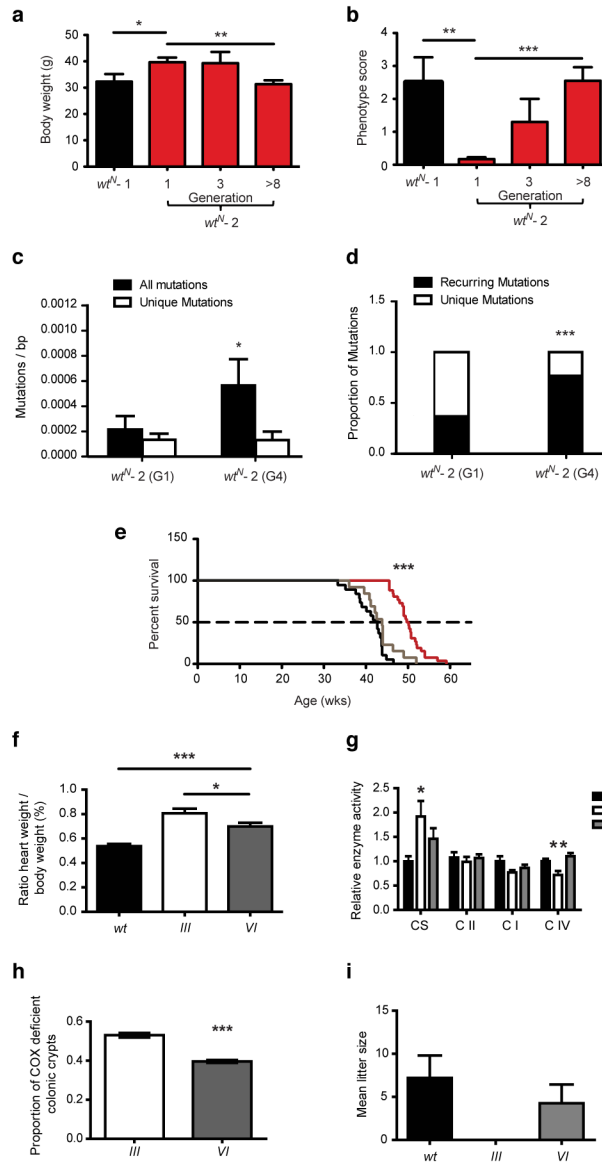 a
*
**
50
40
30
20
10
0
Body weight (g)
wtᴺ- 1
1
3
>8
Generation
wtᴺ- 2
b
**
***
4
3
2
1
0
Phenotype score
wtᴺ- 1
1
3
>8
Generation
wtᴺ- 2
c
All mutations
Unique Mutations
0.0012
0.0010
0.0008
0.0006
0.0004
0.0002
0.0000
Mutations / bp
*
wtᴺ- 2 (G1)
wtᴺ- 2 (G4)
d
Recurring Mutations
Unique Mutations
1.5
1.0
0.5
0.0
Proportion of Mutations
***
wtᴺ- 2 (G1)
wtᴺ- 2 (G4)
e
150
100
50
Percent survival
***
0
10
20
30
40
50
60
Age (wks)
f
***
*
1.0
0.8
0.6
0.4
0.2
0.0
Ratio heart weight /
body weight (%)
wt
III
VI
g
2.5
2.0
1.5
1.0
0.5
0.0
Relative enzyme activity
*
**
CS
C II
C I
C IV
h
0.6
0.4
0.2
0.0
Proportion of COX deficient
colonic crypts
***
III
VI
i
15
10
5
0
Mean litter size
wt
III
VI